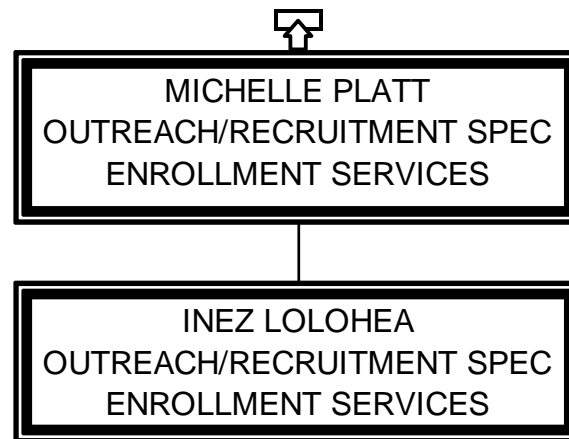 MICHELLE PLATT
OUTREACH/RECRUITMENT SPEC
ENROLLMENT SERVICES
INEZ LOLOHEA
OUTREACH/RECRUITMENT SPEC
ENROLLMENT SERVICES